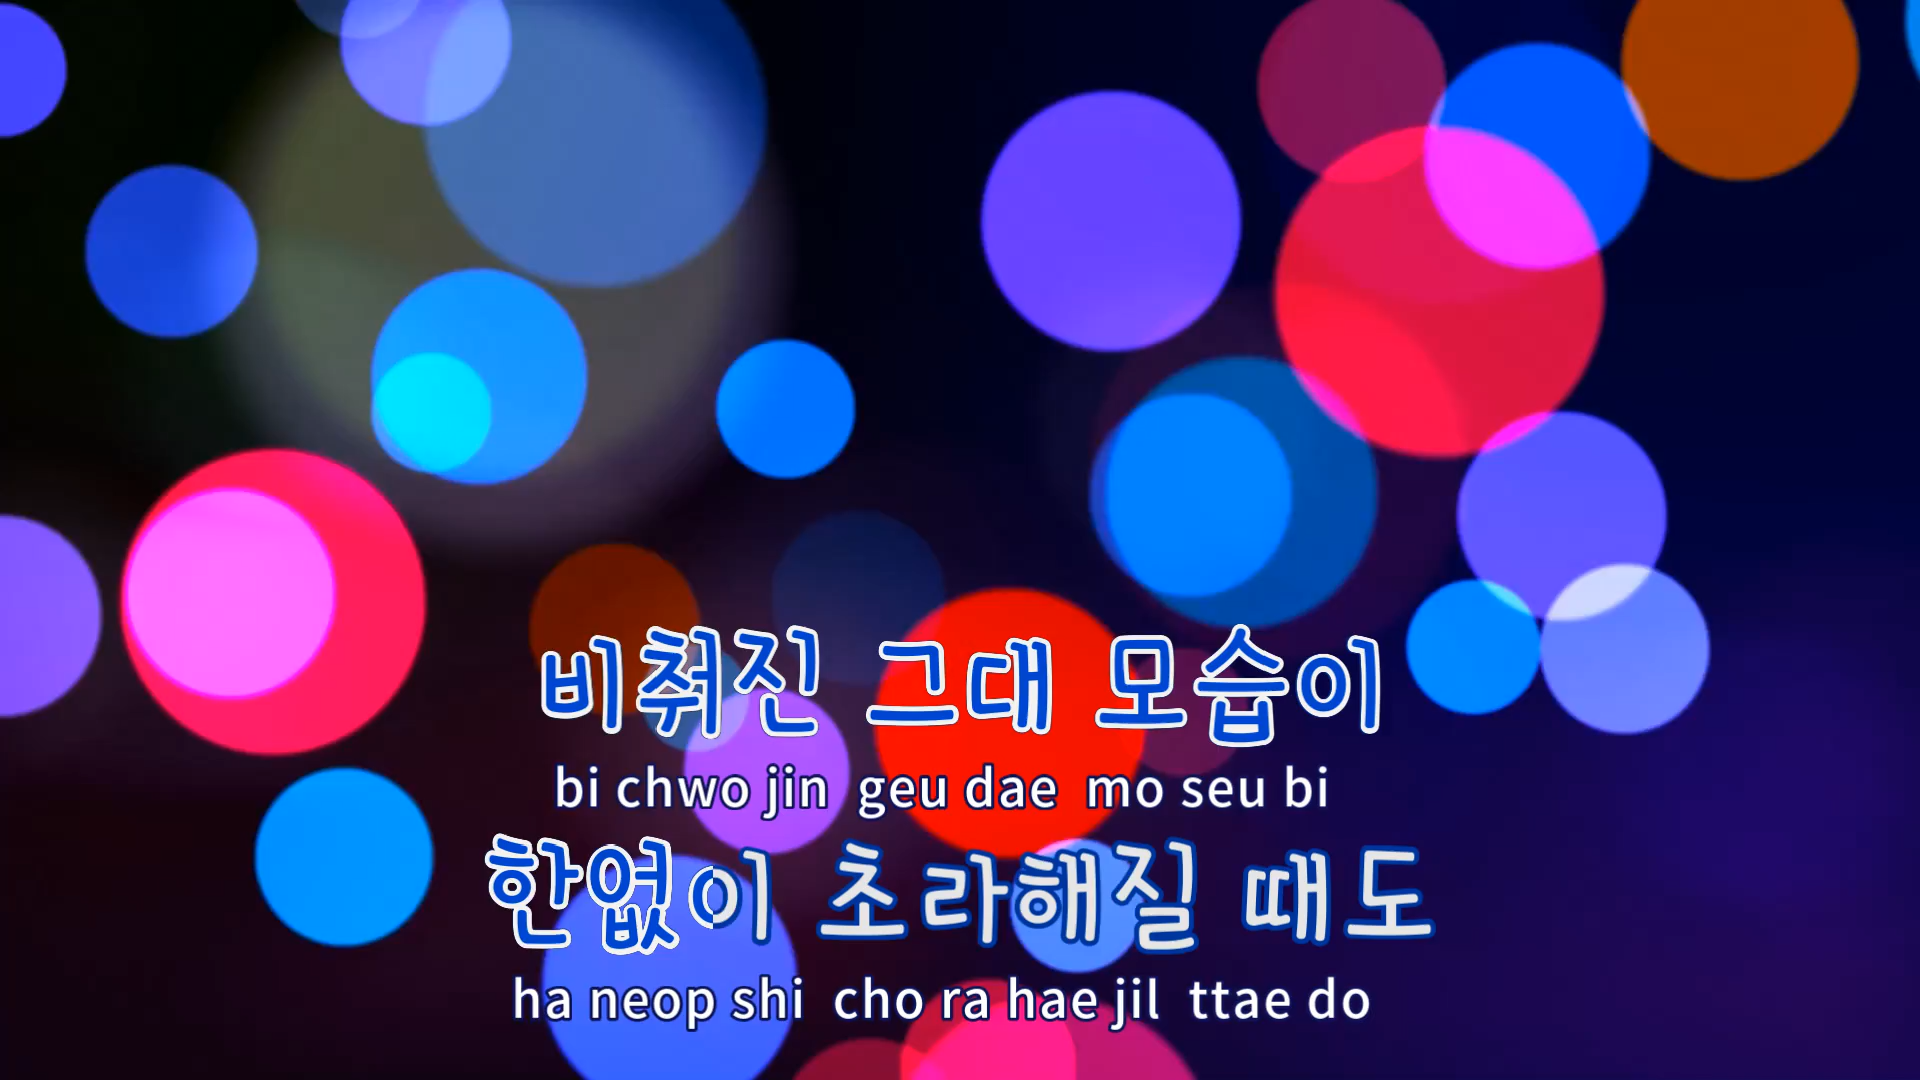 비춰진 그대 모습이
bi chwo jin geu dae mo seu bi
한없이 초라해질 때도
ha neop shi cho ra hae jil ttae do